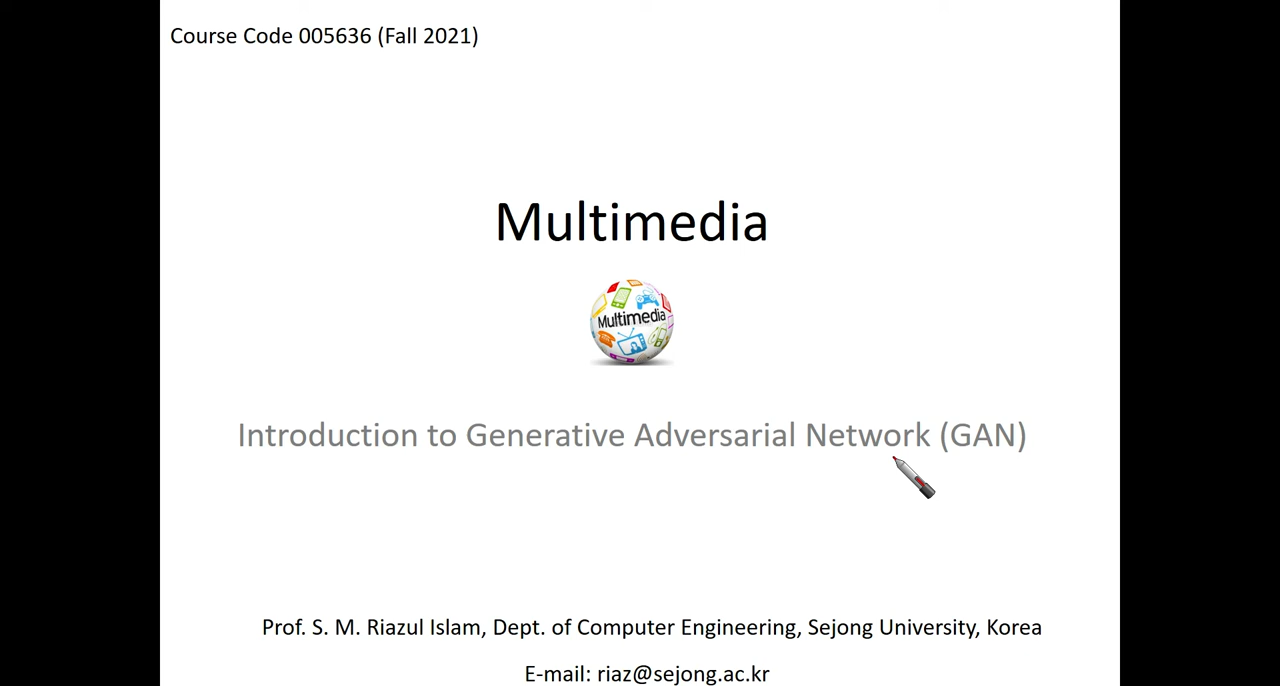 Course Code 005636 (Fall 2021)
Multimedia
Multimedia
Introduction to Generative Adversarial Network (GAN)
Prof. S. M. Riazul Islam, Dept. of Computer Engineering, Sejong University, Korea
E-mail: riaz@sejong.ac.kr